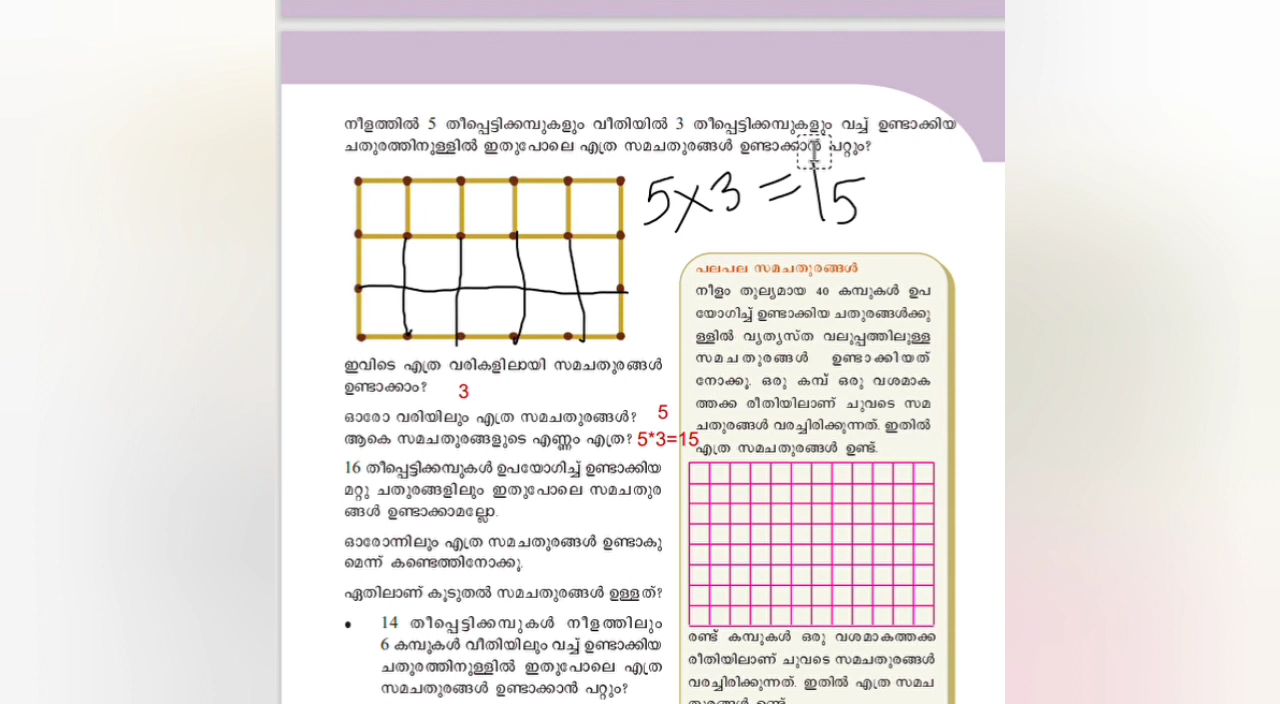 നീളത്തിൽ 5 തീപ്പെട്ടിക്കമ്പുകളും വീതിയിൽ 3 തീപ്പെട്ടിക്കമ്പുകളും വച്ച് ഉണ്ടാക്കിയ
ചതുരത്തിനുള്ളിൽ ഇതുപോലെ എത്ര സമചതുരങ്ങൾ ഉണ്ടാക്കാൻ പറ്റും?
5×3=15
ഇവിടെ എത്ര വരികളിലായി സമചതുരങ്ങൾ
ഉണ്ടാക്കാം? 3
ഓരോ വരിയിലും എത്ര സമചതുരങ്ങൾ? 5
ആകെ സമചതുരങ്ങളുടെ എണ്ണം എത്ര? 5*3=15
16 തീപ്പെട്ടിക്കമ്പുകൾ ഉപയോഗിച്ച് ഉണ്ടാക്കിയ
മറ്റു ചതുരങ്ങളിലും ഇതുപോലെ സമചതുര
ങ്ങൾ ഉണ്ടാക്കാമല്ലോ.
ഓരോന്നിലും എത്ര സമചതുരങ്ങൾ ഉണ്ടാകു
മെന്ന് കണ്ടെത്തിനോക്കൂ.
ഏതിലാണ് കൂടുതൽ സമചതുരങ്ങൾ ഉള്ളത്?
• 14 തീപ്പെട്ടിക്കമ്പുകൾ നീളത്തിലും
6 കമ്പുകൾ വീതിയിലും വച്ച് ഉണ്ടാക്കിയ
ചതുരത്തിനുള്ളിൽ ഇതുപോലെ എത്ര
സമചതുരങ്ങൾ ഉണ്ടാക്കാൻ പറ്റും?
പലപല സമചതുരങ്ങൾ
നീളം തുല്യമായ 40 കമ്പുകൾ ഉപ
യോഗിച്ച് ഉണ്ടാക്കിയ ചതുരങ്ങൾക്കു
ള്ളിൽ വ്യത്യസ്ത വലുപ്പത്തിലുള്ള
സമചതുരങ്ങൾ ഉണ്ടാക്കിയത്
നോക്കൂ. ഒരു കമ്പ് ഒരു വശമാക
ത്തക്ക രീതിയിലാണ് ചുവടെ സമ
ചതുരങ്ങൾ വരച്ചിരിക്കുന്നത്. ഇതിൽ
എത്ര സമചതുരങ്ങൾ ഉണ്ട്.
രണ്ട് കമ്പുകൾ ഒരു വശമാകത്തക്ക
രീതിയിലാണ് ചുവടെ സമചതുരങ്ങൾ
വരച്ചിരിക്കുന്നത്. ഇതിൽ എത്ര സമച